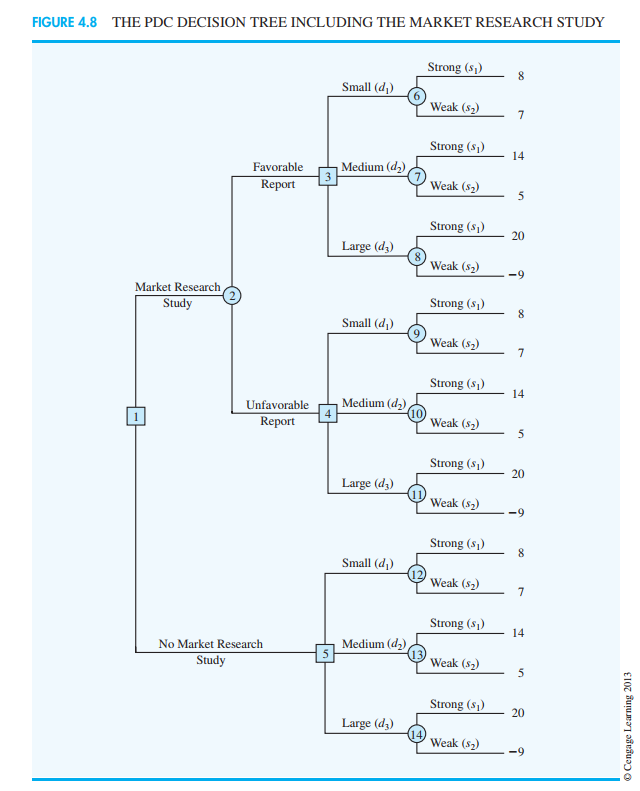 FIGURE 4.8 THE PDC DECISION TREE INCLUDING THE MARKET RESEARCH STUDY
Strong (s₁)
8
Small (d₁)
6
Weak (s₂)
7
Strong (s₁)
14
Favorable
Report
3
Medium (d₂)
7
Weak (s₂)
5
Strong (s₁)
20
Large (d₃)
8
Weak (s₂)
−9
Market Research
Study
2
Strong (s₁)
8
Small (d₁)
9
Weak (s₂)
7
Strong (s₁)
14
1
Unfavorable
Report
4
Medium (d₂)
10
Weak (s₂)
5
Strong (s₁)
20
Large (d₃)
11
Weak (s₂)
−9
Strong (s₁)
8
Small (d₁)
12
Weak (s₂)
7
Strong (s₁)
14
No Market Research
Study
5
Medium (d₂)
13
Weak (s₂)
5
Strong (s₁)
20
Large (d₃)
14
Weak (s₂)
−9
© Cengage Learning 2013